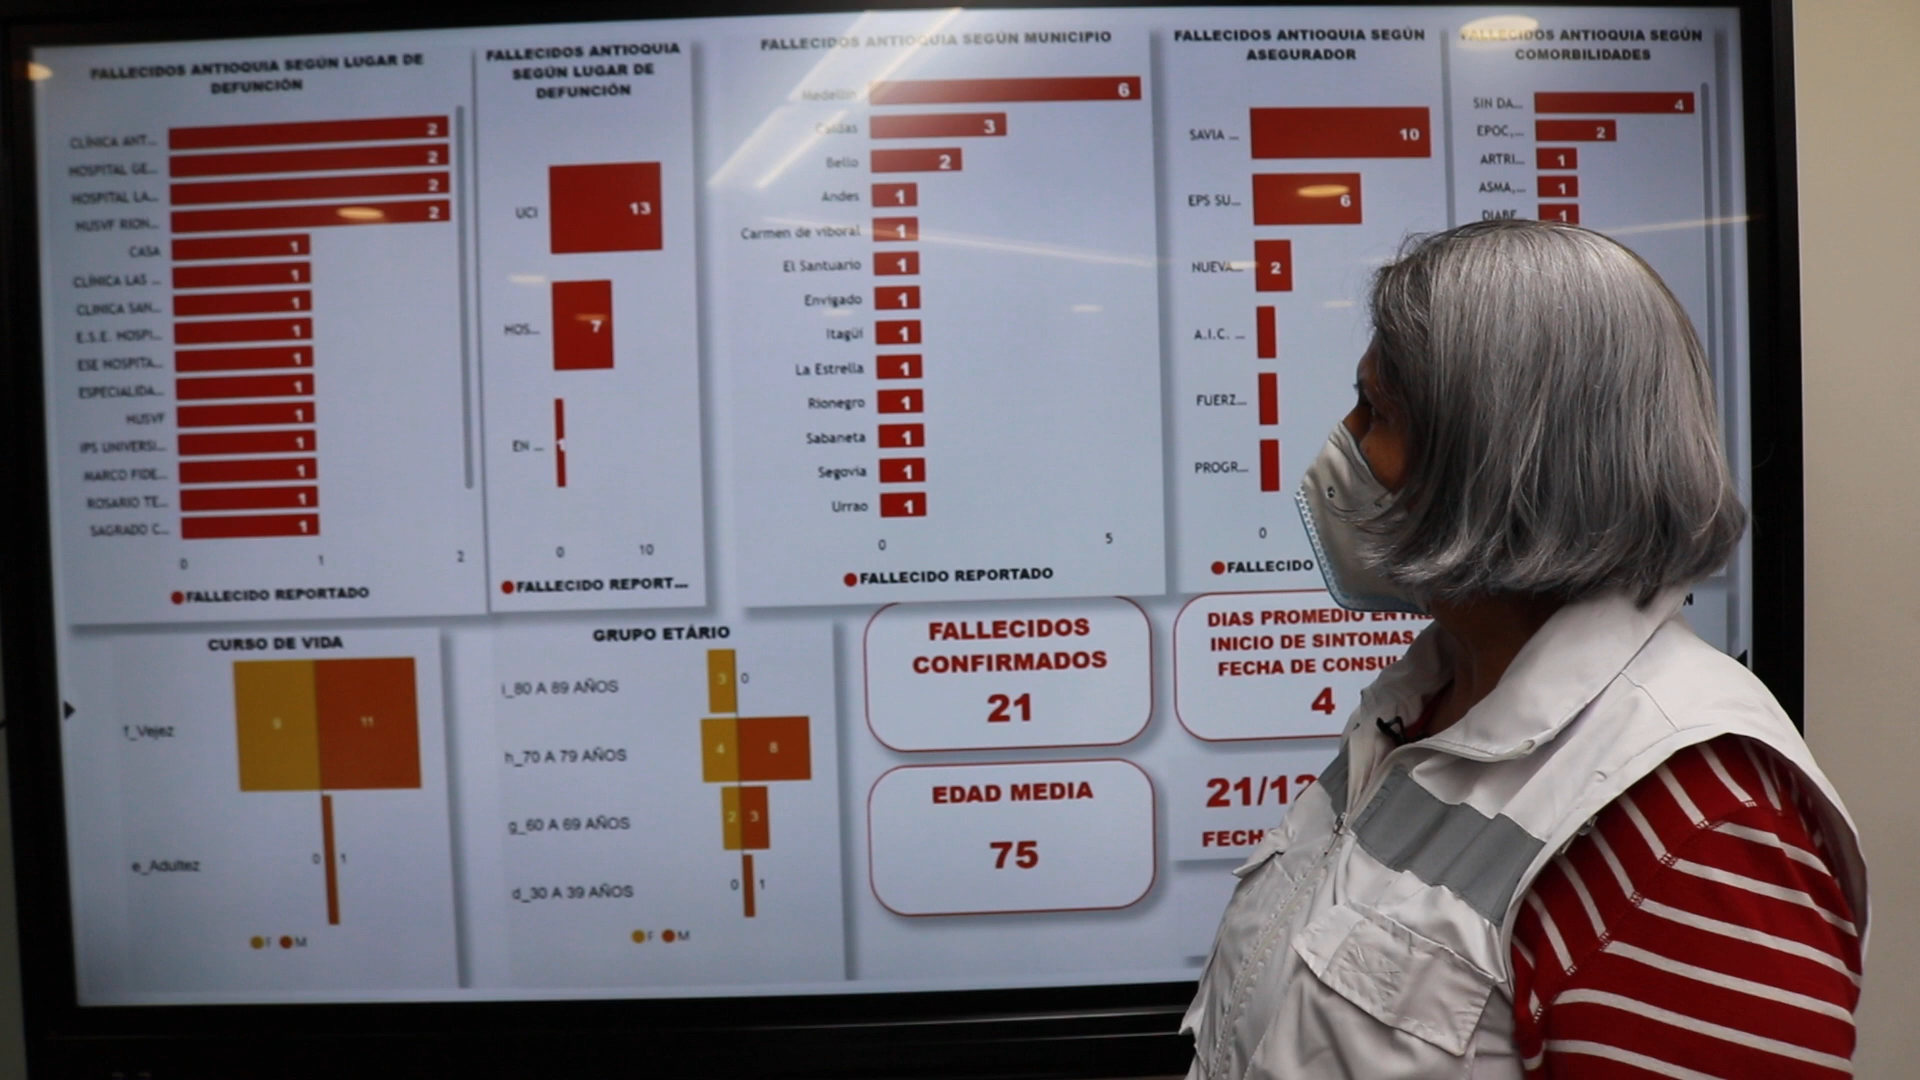 FALLECIDOS ANTIOQUIA SEGÚN LUGAR DE
DEFUNCIÓN
CLÍNICA ANT... 2
HOSPITAL GE... 2
HOSPITAL LA... 2
HUSVF RION... 2
CASA 1
CLÍNICA LAS ... 1
CLINICA SAN... 1
E.S.E. HOSPI... 1
ESE HOSPITA... 1
ESPECIALIDA... 1
HUSVF 1
IPS UNIVERSI... 1
MARCO FIDE... 1
ROSARIO TE... 1
SAGRADO C... 1
0 1 2
FALLECIDO REPORTADO
FALLECIDOS ANTIOQUIA
SEGÚN LUGAR DE
DEFUNCIÓN
UCI 13
HOS... 7
EN ... 1
0 10
FALLECIDO REPORT...
FALLECIDOS ANTIOQUIA SEGÚN MUNICIPIO
Medellín 6
Caldas 3
Bello 2
Andes 1
Carmen de viboral 1
El Santuario 1
Envigado 1
Itagüí 1
La Estrella 1
Rionegro 1
Sabaneta 1
Segovia 1
Urrao 1
0 5
FALLECIDO REPORTADO
FALLECIDOS ANTIOQUIA SEGÚN
ASEGURADOR
SAVIA ... 10
EPS SU... 6
NUEVA... 2
A.I.C. ...
FUERZ...
PROGR...
0
FALLECIDO
FALLECIDOS ANTIOQUIA SEGÚN
COMORBILIDADES
SIN DA... 4
EPOC,... 2
ARTRI... 1
ASMA,... 1
DIABE... 1
CURSO DE VIDA
f_Vejez 9 11
e_Adultez 0 1
F M
GRUPO ETÁRIO
i_80 A 89 AÑOS 3 0
h_70 A 79 AÑOS 4 8
g_60 A 69 AÑOS 2 3
d_30 A 39 AÑOS 0 1
F M
FALLECIDOS
CONFIRMADOS
21
EDAD MEDIA
75
DIAS PROMEDIO ENTRE
INICIO DE SINTOMAS
FECHA DE CONSUL
4
21/12
FECH
N